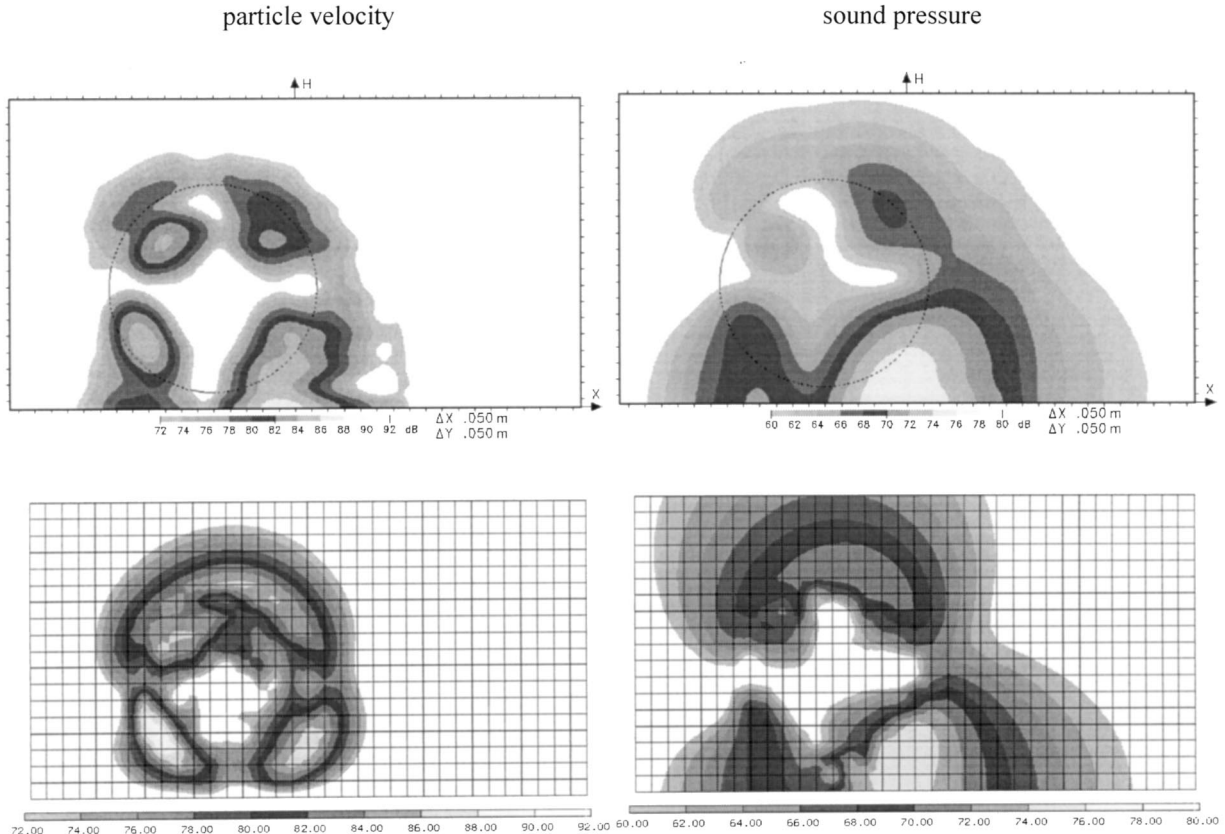 particle velocity
sound pressure
H
H
X
X
72 74 76 78 80 82 84 86 88 90 92 dB
ΔX .050 m
ΔY .050 m
60 62 64 66 68 70 72 74 76 78 80 dB
ΔX .050 m
ΔY .050 m
72.00 74.00 76.00 78.00 80.00 82.00 84.00 86.00 88.00 90.00 92.00
60.00 62.00 64.00 66.00 68.00 70.00 72.00 74.00 76.00 78.00 80.00